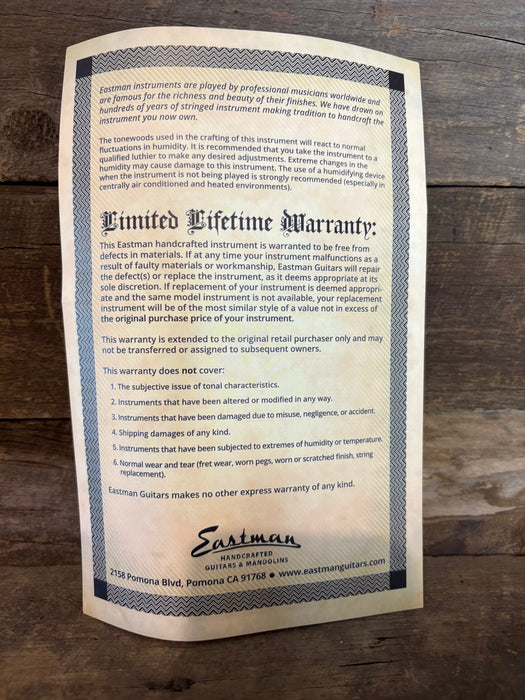 Eastman instruments are played by professional musicians worldwide and
are famous for the richness and beauty of their finishes. We have drawn on
hundreds of years of stringed instrument making tradition to handcraft the
instrument you now own.
The tonewoods used in the crafting of this instrument will react to normal
fluctuations in humidity. It is recommended that you take the instrument to a
qualified luthier to make any desired adjustments. Extreme changes in the
humidity may cause damage to this instrument. The use of a humidifying device
when the instrument is not being played is strongly recommended (especially in
centrally air conditioned and heated environments).
Limited Lifetime Warranty:
This Eastman handcrafted instrument is warranted to be free from
defects in materials. If at any time your instrument malfunctions as a
result of faulty materials or workmanship, Eastman Guitars will repair
the defect(s) or replace the instrument, as it deems appropriate at its
sole discretion. If replacement of your instrument is deemed appropri-
ate and the same model instrument is not available, your replacement
instrument will be of the most similar style of a value not in excess of
the original purchase price of your instrument.
This warranty is extended to the original retail purchaser only and may
not be transferred or assigned to subsequent owners.
This warranty does not cover:
1. The subjective issue of tonal characteristics.
2. Instruments that have been altered or modified in any way.
3. Instruments that have been damaged due to misuse, negligence, or accident.
4. Shipping damages of any kind.
5. Instruments that have been subjected to extremes of humidity or temperature.
6. Normal wear and tear (fret wear, worn pegs, worn or scratched finish, string
replacement).
Eastman Guitars makes no other express warranty of any kind.
Eastman
HANDCRAFTED
GUITARS & MANDOLINS
2158 Pomona Blvd, Pomona CA 91768 ● www.eastmanguitars.com